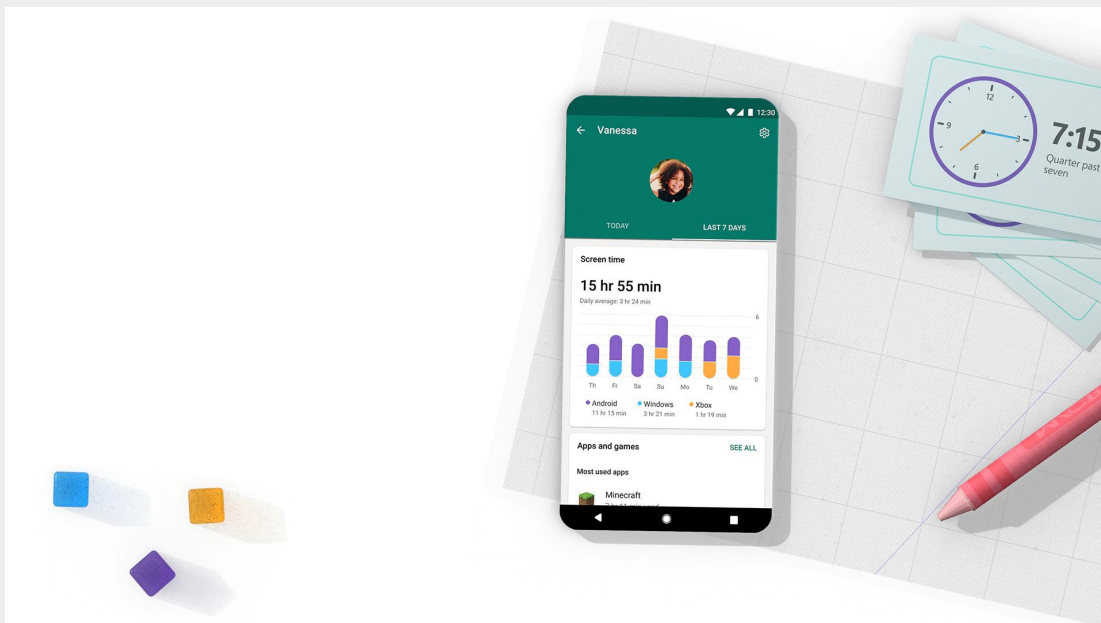 12:30
Vanessa
TODAY
LAST 7 DAYS
Screen time
15 hr 55 min
Daily average: 3 hr 24 min
6
0
Th Fr Sa Su Mo Tu We
Android
11 hr 15 min
Windows
3 hr 21 min
Xbox
1 hr 19 min
Apps and games
SEE ALL
Most used apps
Minecraft
12
9
3
6
7:15
Quarter past
seven